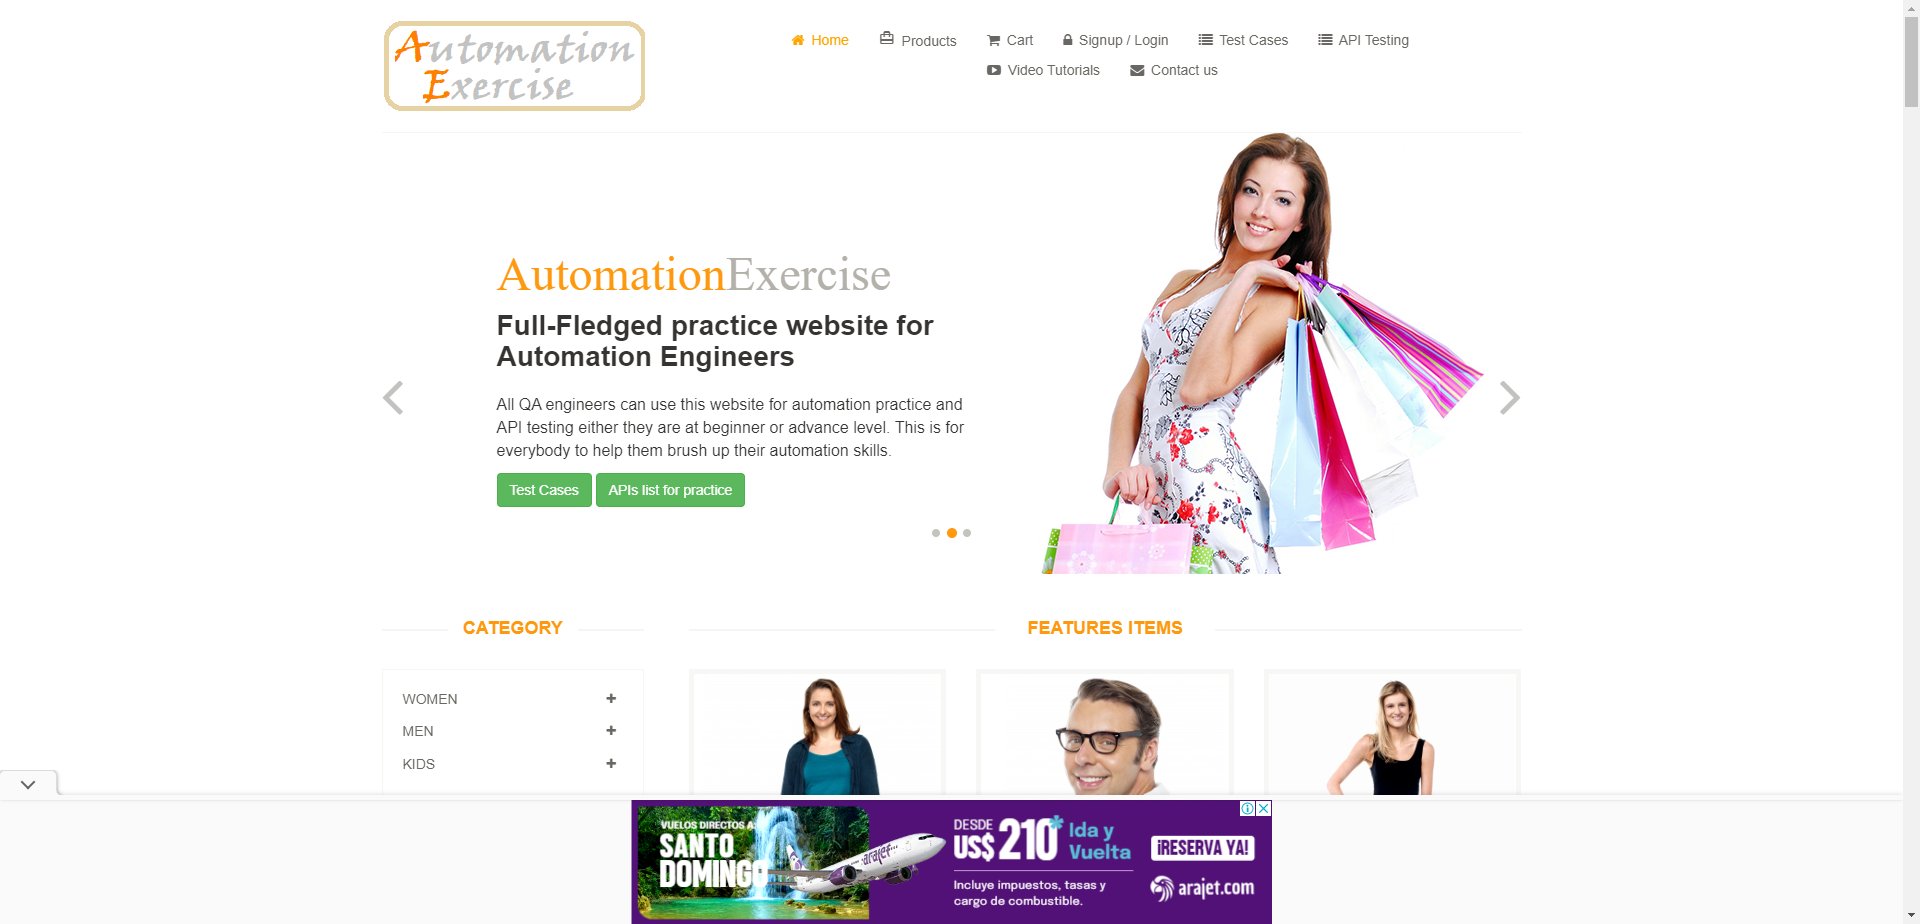 Automation
Exercise
Home
Products
Cart
Signup / Login
Test Cases
API Testing
Video Tutorials
Contact us
AutomationExercise
Full-Fledged practice website for
Automation Engineers
All QA engineers can use this website for automation practice and
API testing either they are at beginner or advance level. This is for
everybody to help them brush up their automation skills.
Test Cases
APIs list for practice
CATEGORY
FEATURES ITEMS
WOMEN
MEN
KIDS
VUELOS DIRECTOS A:
SANTO
DOMINGO
arajet
DESDE
US$ 210*
Ida y
Vuelta
Incluye impuestos, tasas y
cargo de combustible.
¡RESERVA YA!
arajet.com